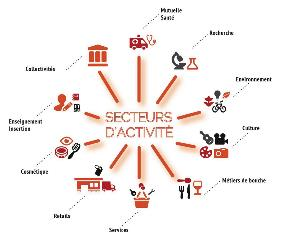 Mutuelle
Santé
Recherche
Collectivités
Environnement
SECTEURS
D'ACTIVITÉ
Enseignement
Insertion
Culture
Cosmétique
Métiers de bouche
Retails
Services